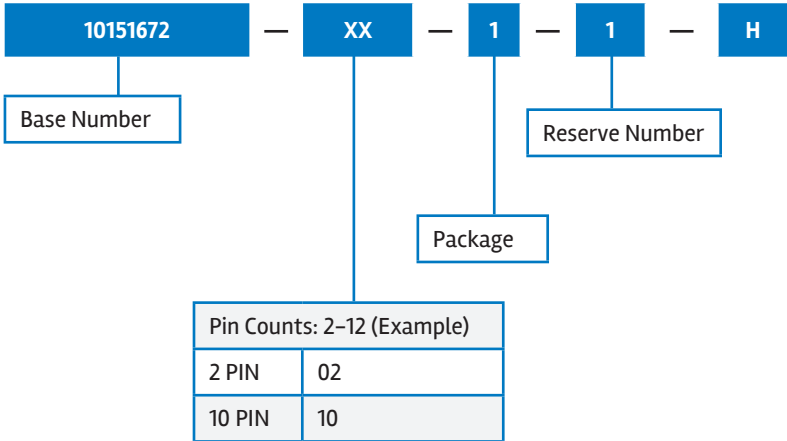 10151672 — XX — 1 — 1 — H
Base Number
Reserve Number
Package
Pin Counts: 2–12 (Example)
2 PIN 02
10 PIN 10